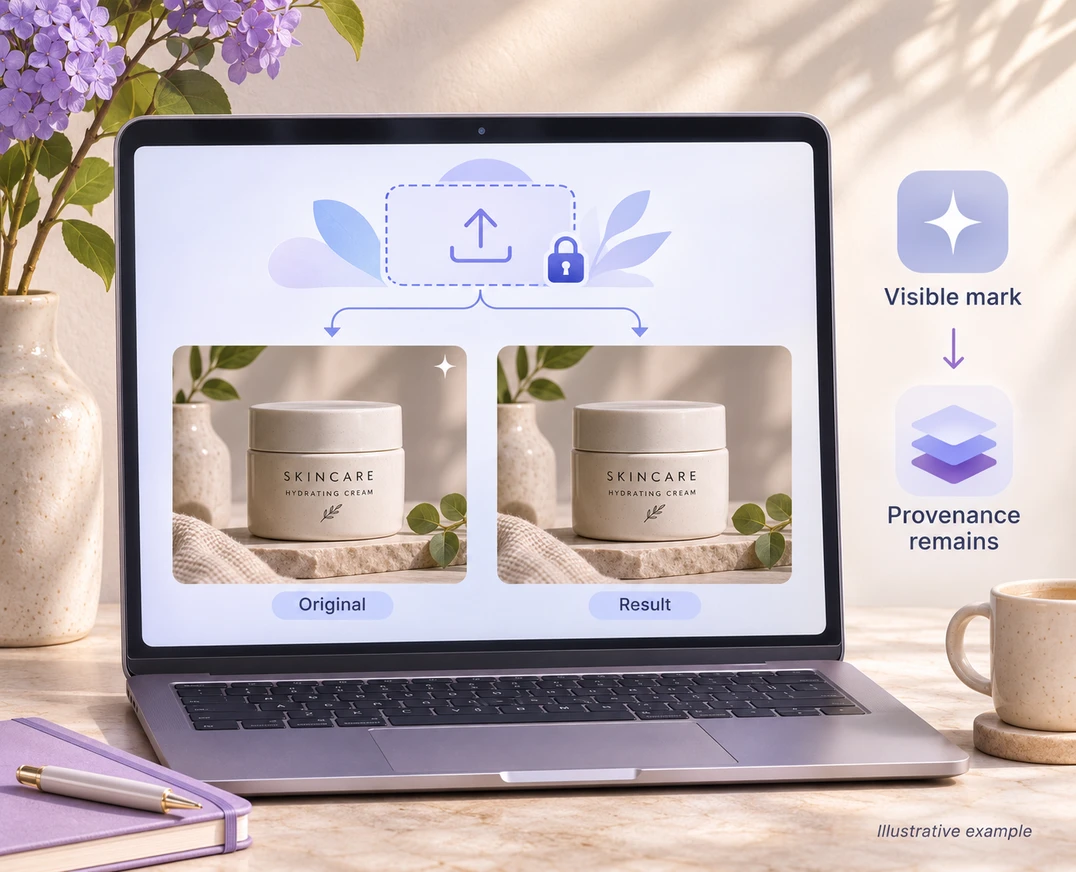 SKINCARE
HYDRATING CREAM
Original
SKINCARE
HYDRATING CREAM
Result
Visible mark
Provenance
remains
Illustrative example